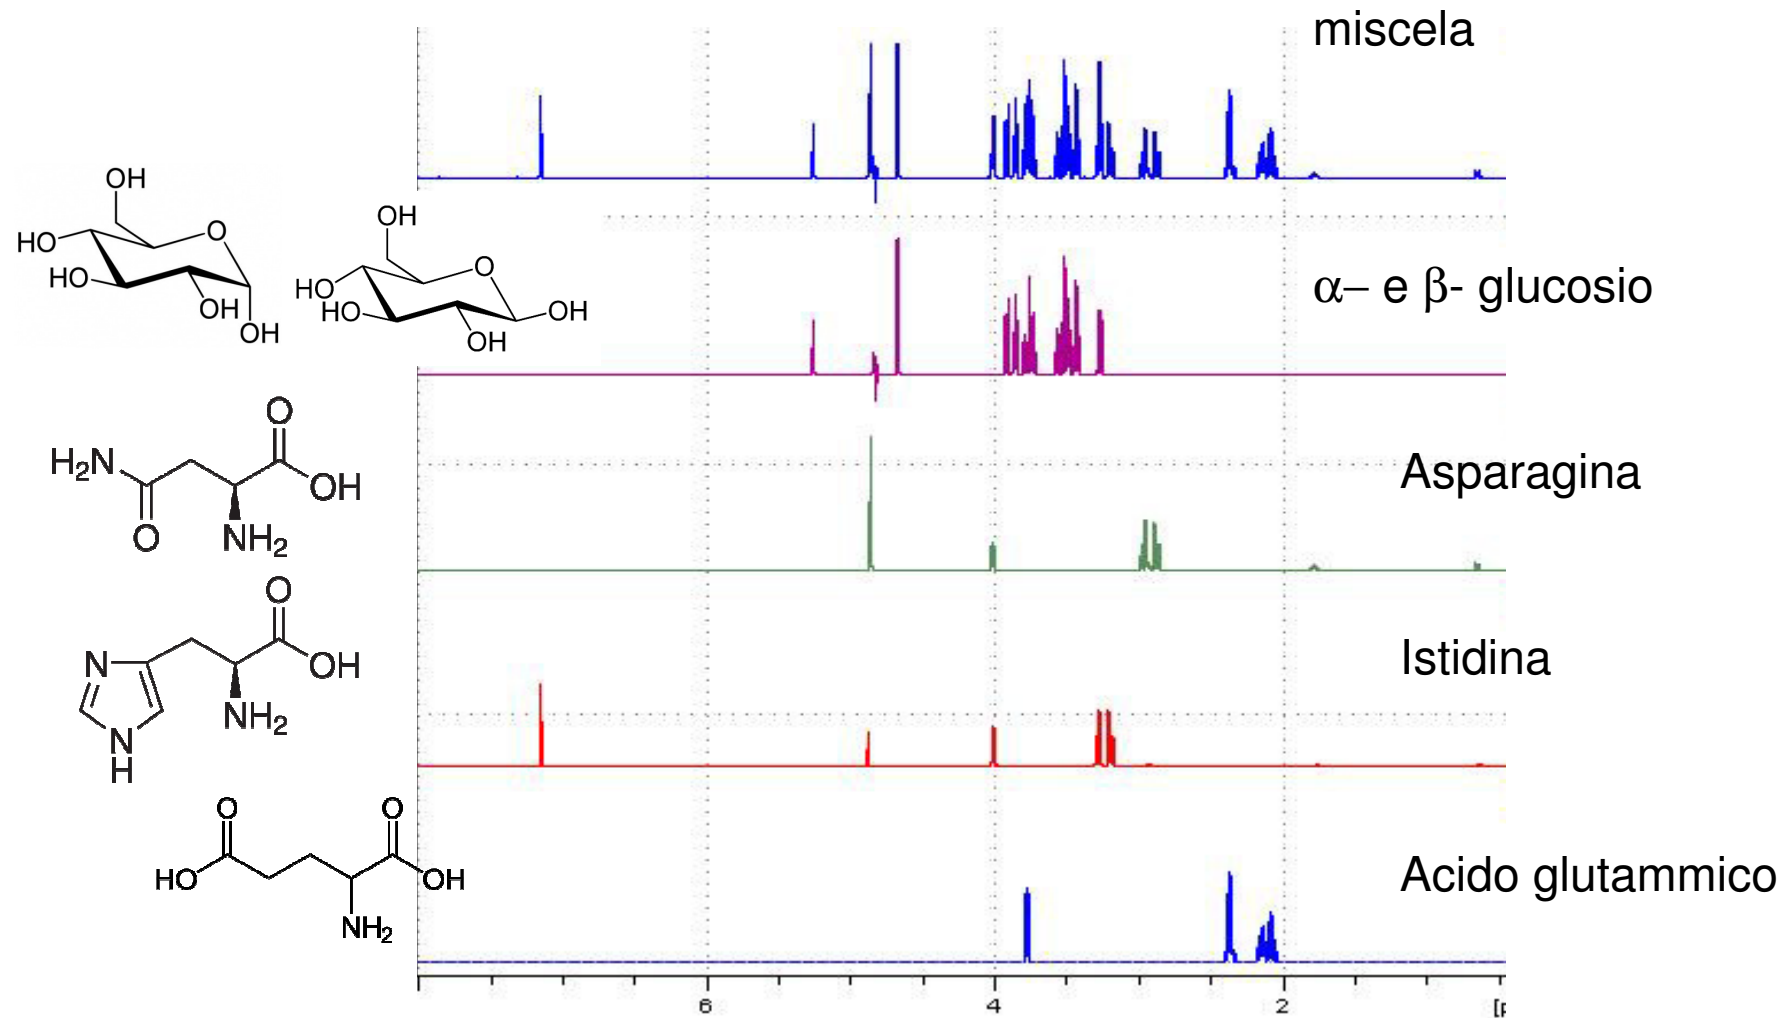 miscela
OH
HO
O
HO
OH
OH
OH
HO
O
HO
OH
OH
α– e β- glucosio
O
H2N
OH
O
NH2
Asparagina
O
N
OH
NH2
N
H
Istidina
O
O
HO
OH
NH2
Acido glutammico
6
4
2